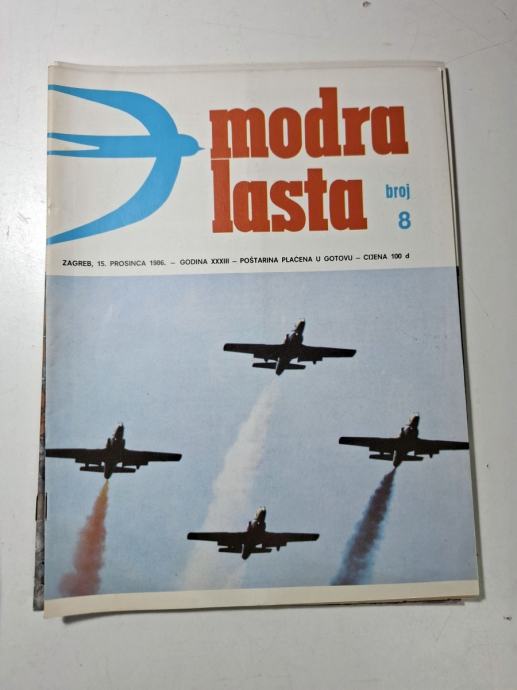 modra
lasta
broj
8
ZAGREB, 15. PROSINCA 1986. — GODINA XXXIII — POŠTARINA PLAĆENA U GOTOVU — CIJENA 100 d